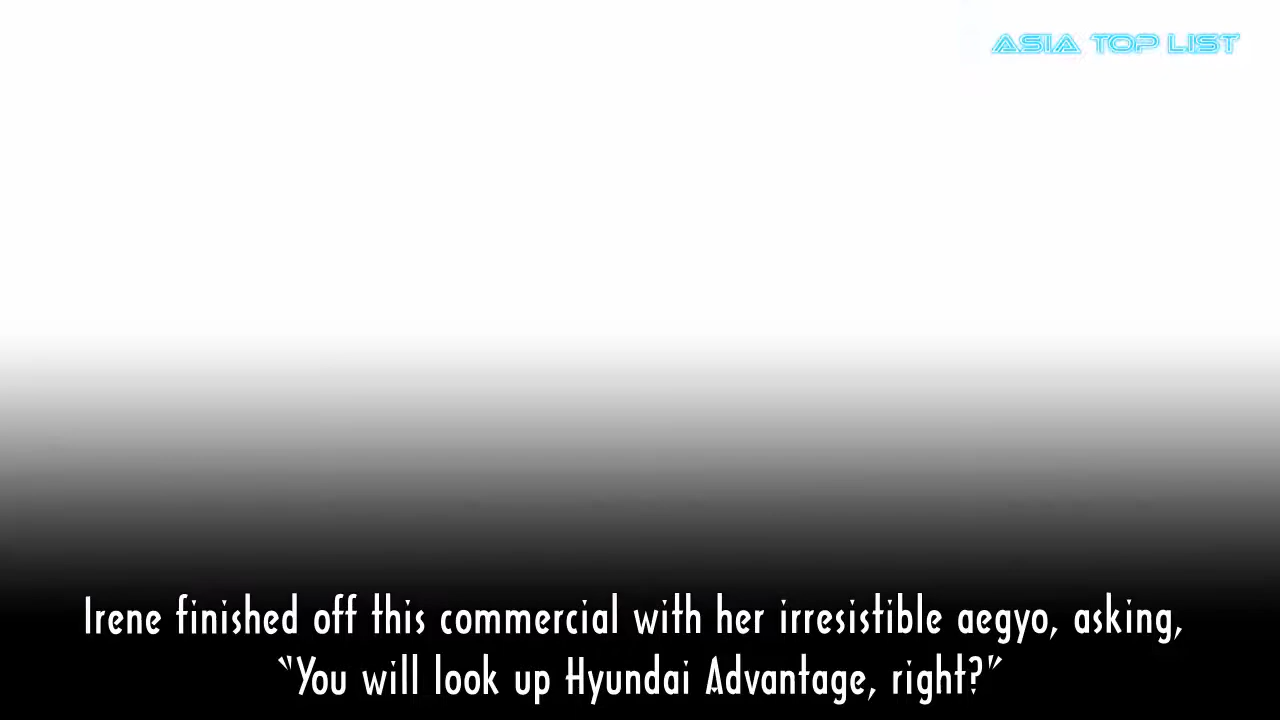 ASIA TOP LIST
Irene finished off this commercial with her irresistible aegyo, asking,
“You will look up Hyundai Advantage, right?”